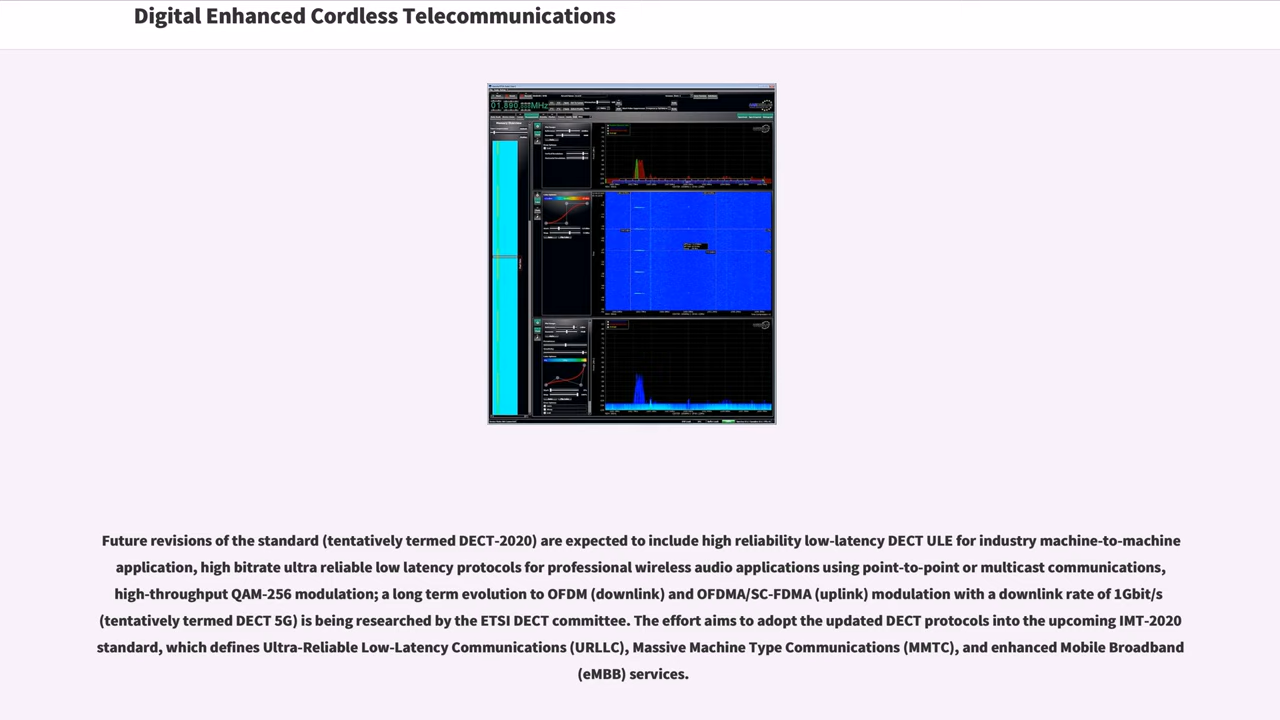 Digital Enhanced Cordless Telecommunications
Future revisions of the standard (tentatively termed DECT-2020) are expected to include high reliability low-latency DECT ULE for industry machine-to-machine
application, high bitrate ultra reliable low latency protocols for professional wireless audio applications using point-to-point or multicast communications,
high-throughput QAM-256 modulation; a long term evolution to OFDM (downlink) and OFDMA/SC-FDMA (uplink) modulation with a downlink rate of 1Gbit/s
(tentatively termed DECT 5G) is being researched by the ETSI DECT committee. The effort aims to adopt the updated DECT protocols into the upcoming IMT-2020
standard, which defines Ultra-Reliable Low-Latency Communications (URLLC), Massive Machine Type Communications (MMTC), and enhanced Mobile Broadband
(eMBB) services.